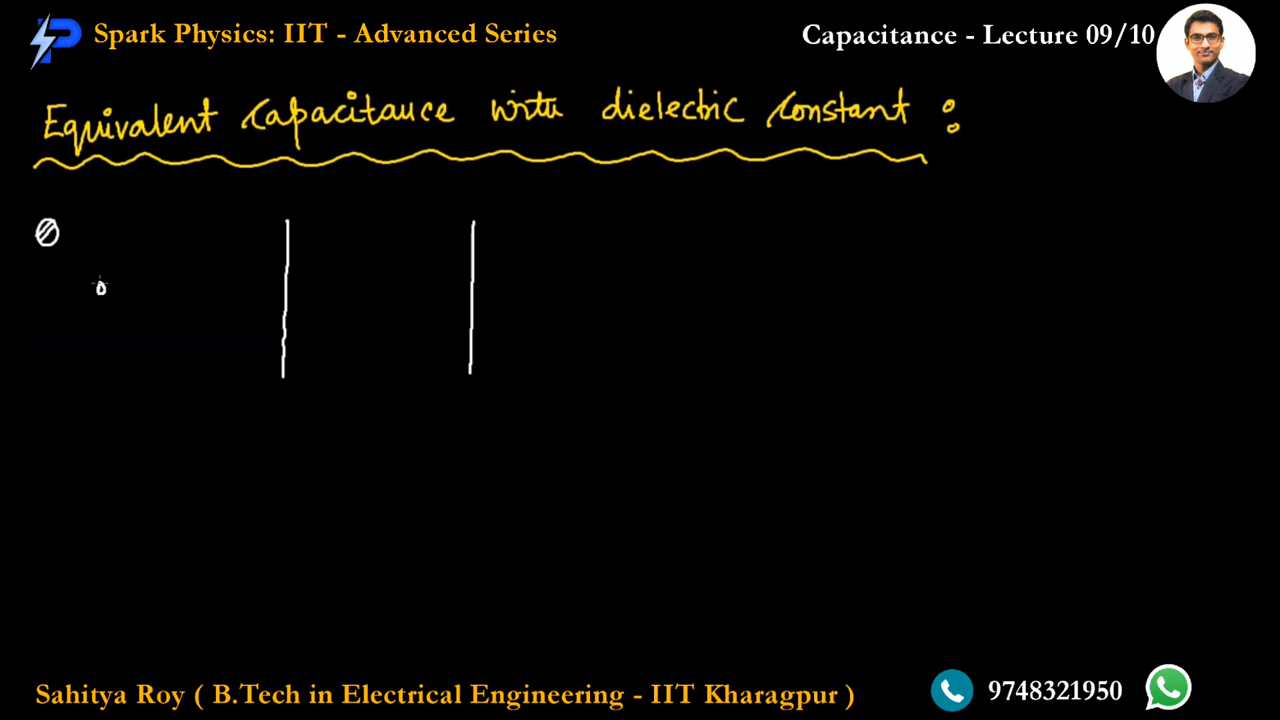 Spark Physics: IIT - Advanced Series
Capacitance - Lecture 09/10
Equivalent capacitance with dielectric constant :
Sahitya Roy ( B.Tech in Electrical Engineering - IIT Kharagpur )
9748321950